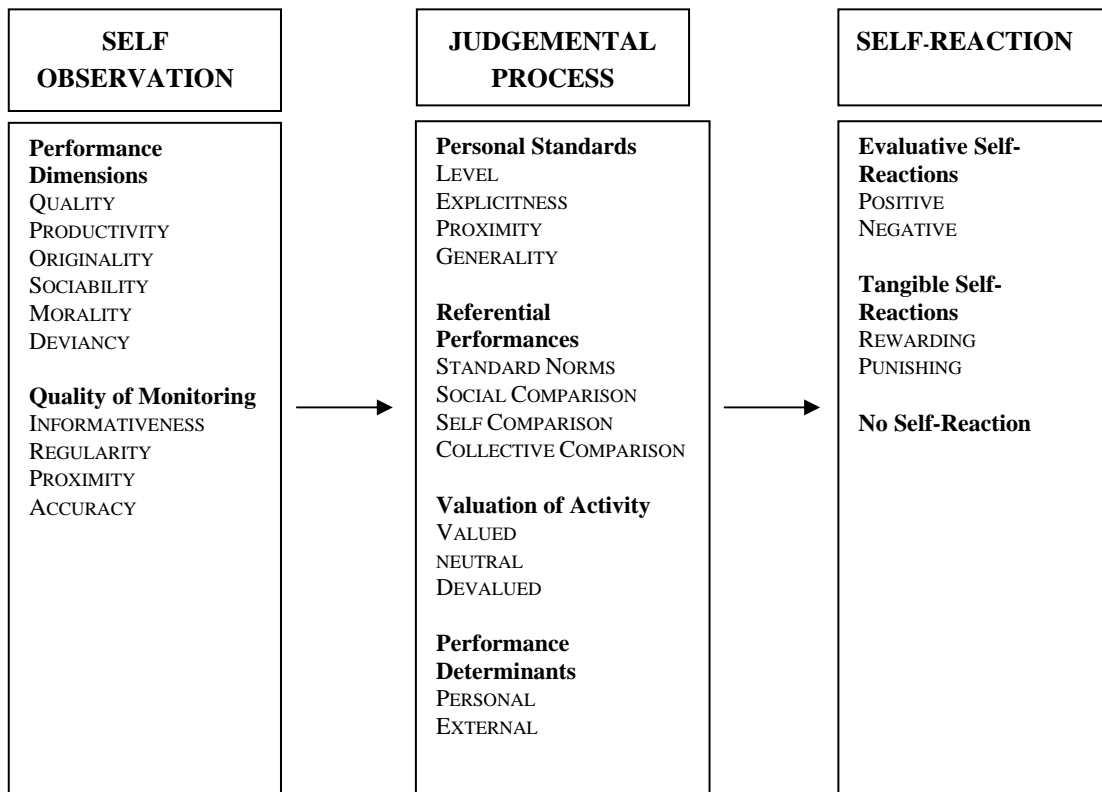 SELF
OBSERVATION
Performance
Dimensions
QUALITY
PRODUCTIVITY
ORIGINALITY
SOCIABILITY
MORALITY
DEVIANCY
Quality of Monitoring
INFORMATIVENESS
REGULARITY
PROXIMITY
ACCURACY
JUDGEMENTAL
PROCESS
Personal Standards
LEVEL
EXPLICITNESS
PROXIMITY
GENERALITY
Referential
Performances
STANDARD NORMS
SOCIAL COMPARISON
SELF COMPARISON
COLLECTIVE COMPARISON
Valuation of Activity
VALUED
NEUTRAL
DEVALUED
Performance
Determinants
PERSONAL
EXTERNAL
SELF-REACTION
Evaluative Self-
Reactions
POSITIVE
NEGATIVE
Tangible Self-
Reactions
REWARDING
PUNISHING
No Self-Reaction